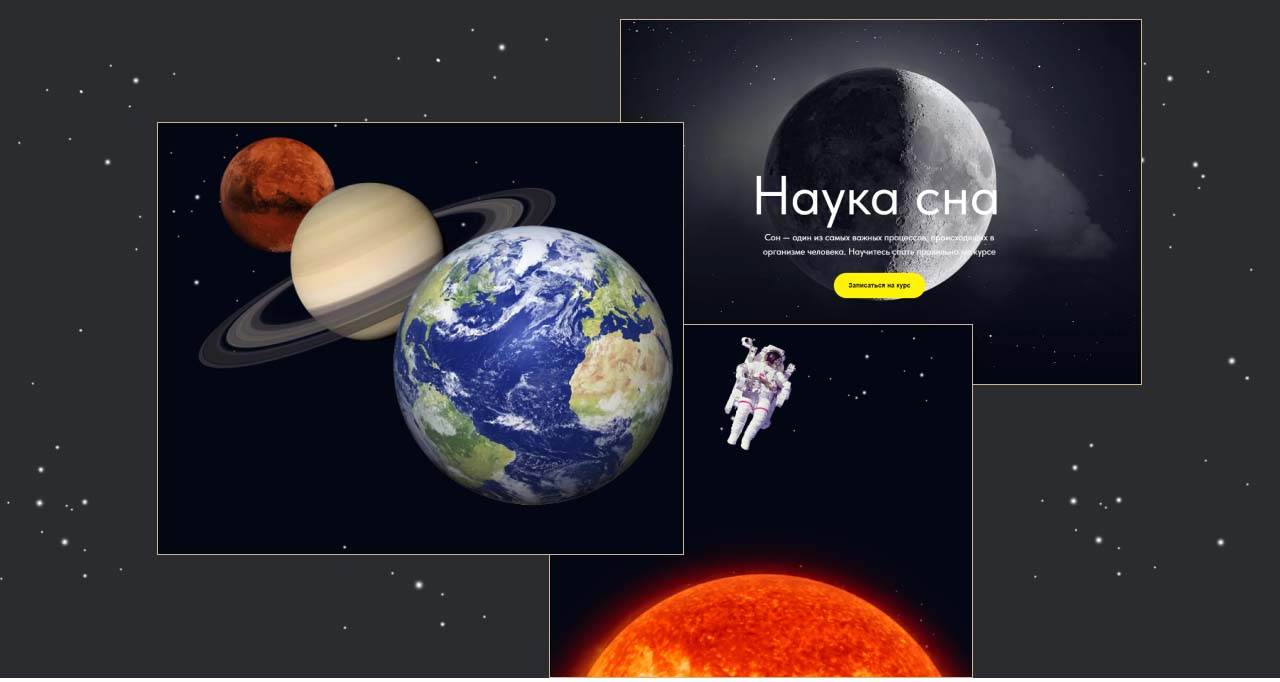 Наука сна
Сон — один из самых важных процессов, происходящих в
организме человека. Научитесь спать правильно на курсе
Записаться на курс